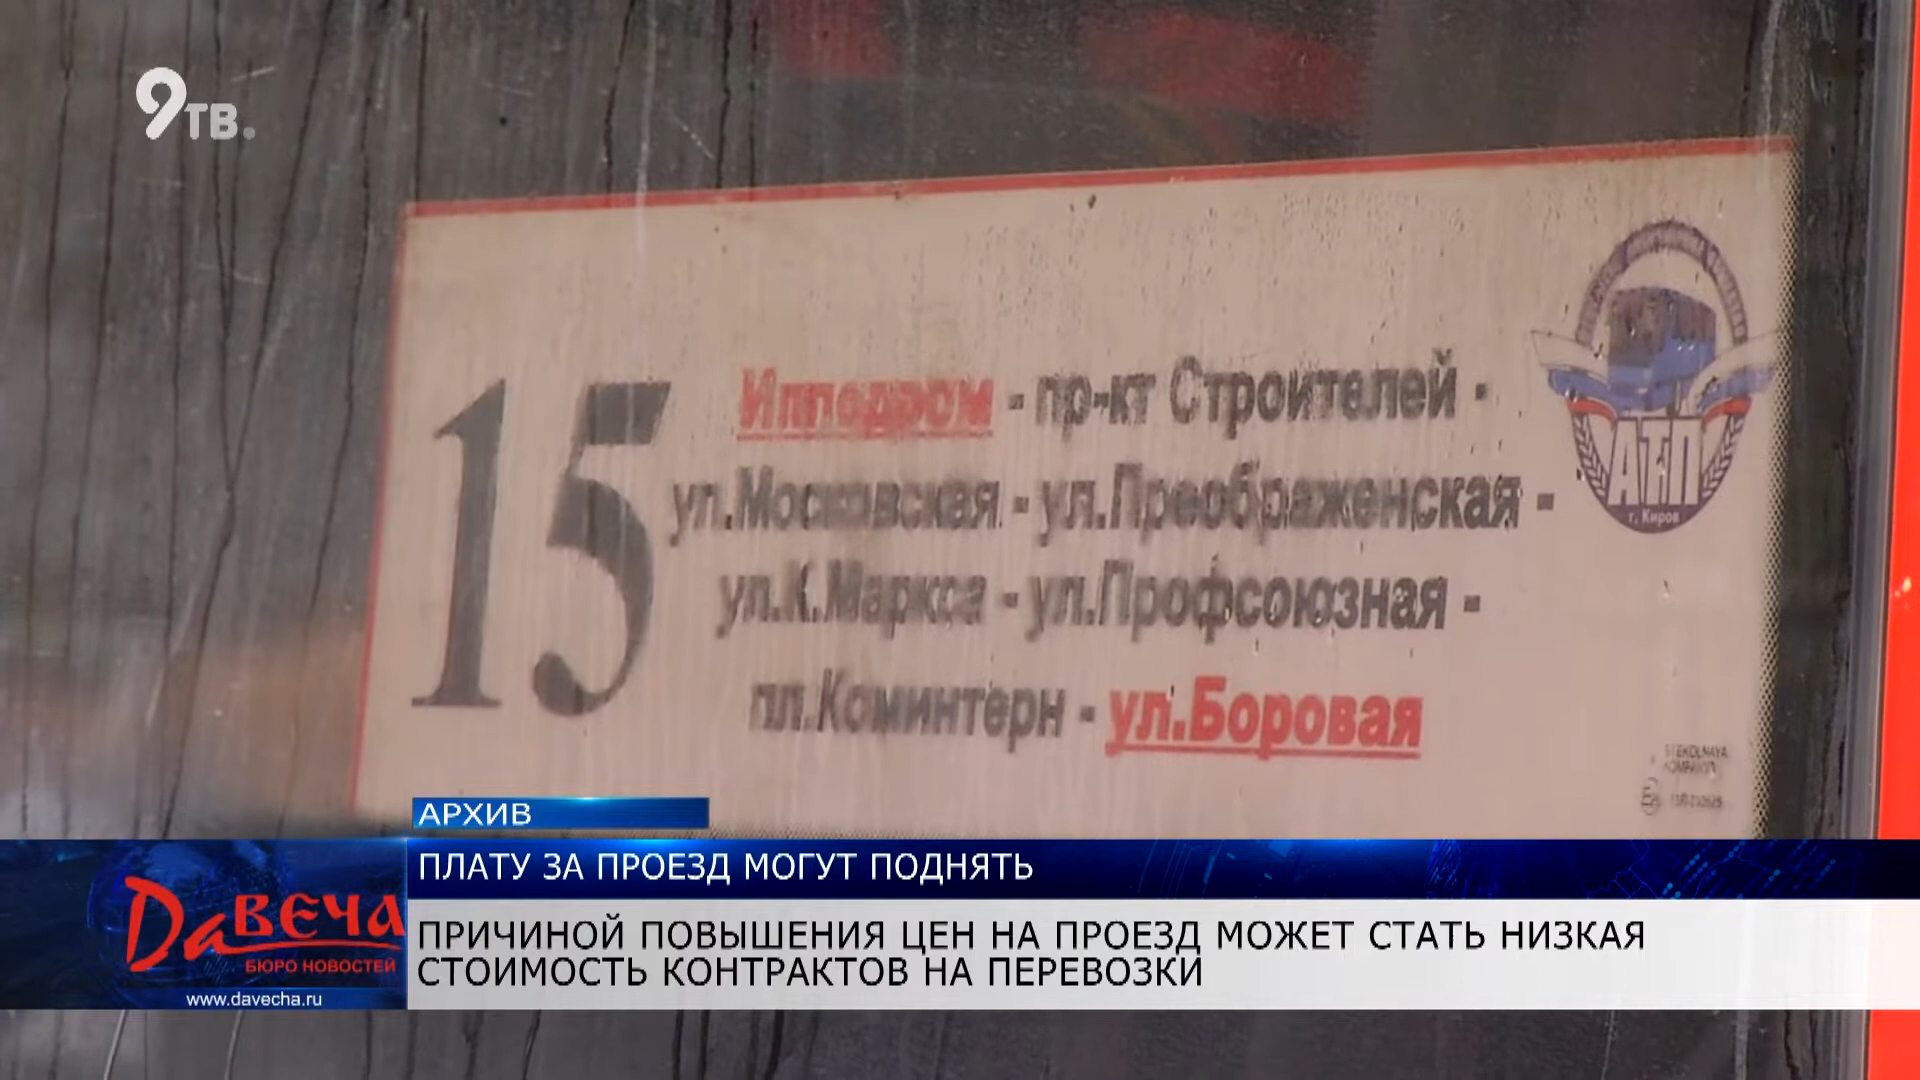 9ТВ.
15
Ипподром - пр-кт Строителей -
ул.Московская - ул.Преображенская -
ул.К.Маркса - ул.Профсоюзная -
пл.Коминтерн - ул.Боровая
АТП
г. Киров
STEKOLNAYA
KOMPANIYA
АРХИВ
ПЛАТУ ЗА ПРОЕЗД МОГУТ ПОДНЯТЬ
ПРИЧИНОЙ ПОВЫШЕНИЯ ЦЕН НА ПРОЕЗД МОЖЕТ СТАТЬ НИЗКАЯ
СТОИМОСТЬ КОНТРАКТОВ НА ПЕРЕВОЗКИ
ДаВЕЧА
БЮРО НОВОСТЕЙ
www.davecha.ru